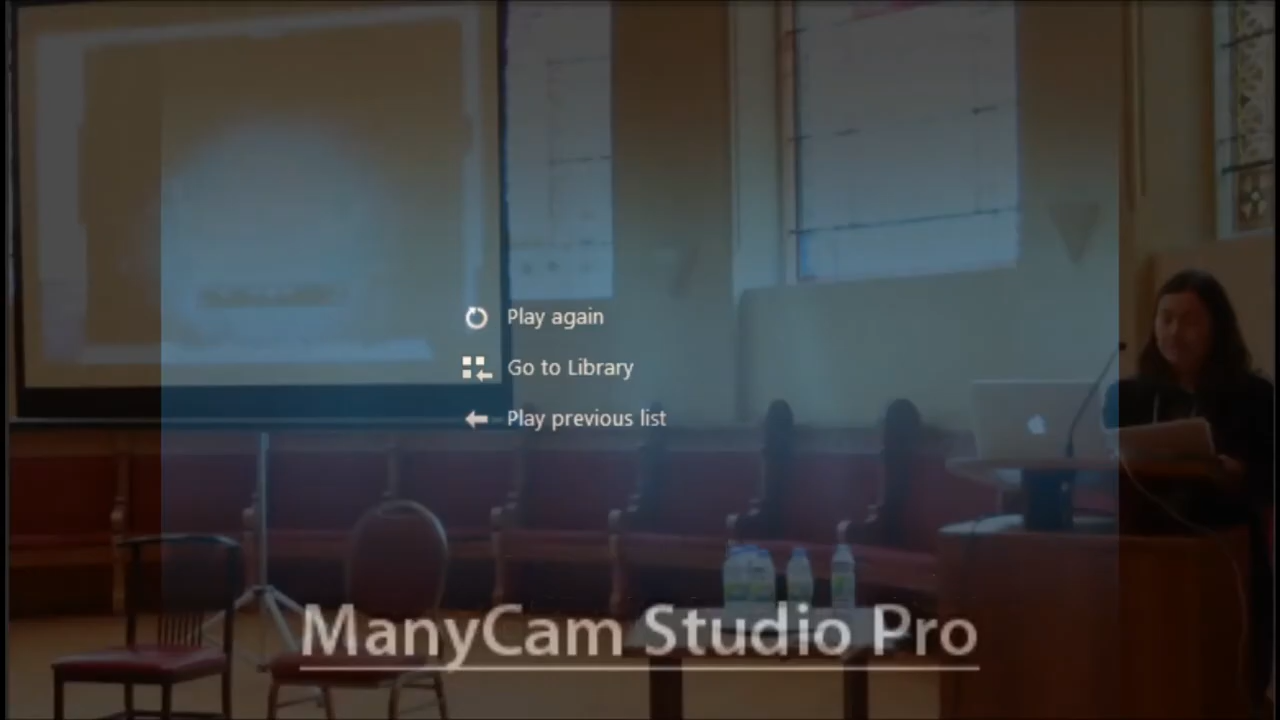 Play again
Go to Library
Play previous list
ManyCam Studio Pro